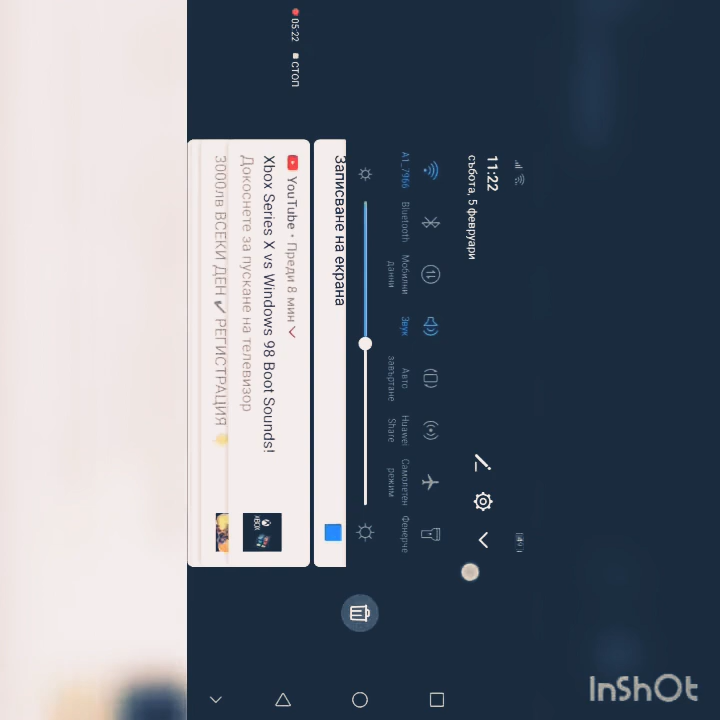 05:22 СТОП
11:22
събота, 5 февруари
A1_7966
Bluetooth
Мобилни
данни
Звук
Авто
завъртане
Huawei
Share
Самолетен
режим
Фенерче
Записване на екрана
YouTube • Преди 8 мин
Xbox Series X vs Windows 98 Boot Sounds!
Докоснете за пускане на телевизор
XBOX
3000лв ВСЕКИ ДЕН ✔ РЕГИСТРАЦИЯ
InShOt